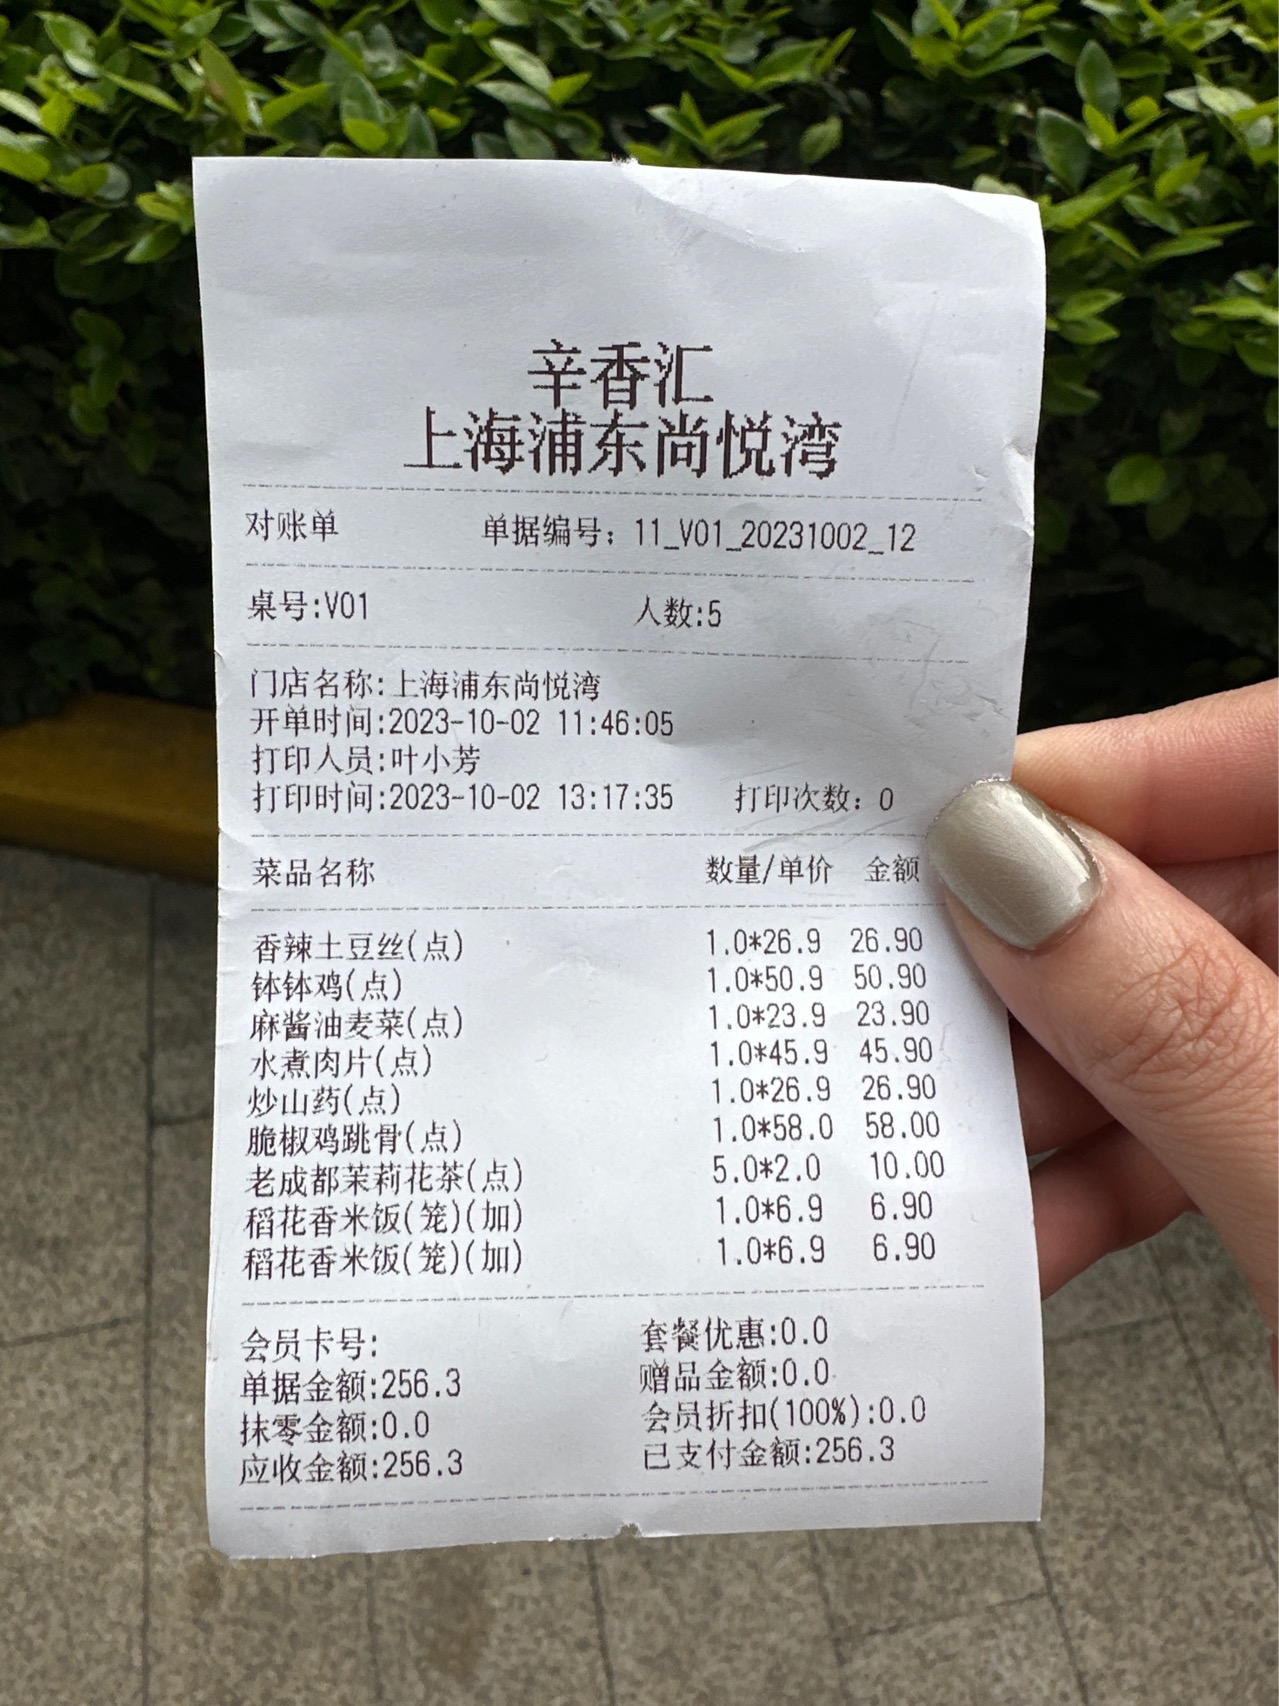 辛香汇
上海浦东尚悦湾
对账单 单据编号：11_V01_20231002_12
桌号:V01 人数:5
门店名称:上海浦东尚悦湾
开单时间:2023-10-02 11:46:05
打印人员:叶小芳
打印时间:2023-10-02 13:17:35 打印次数：0
菜品名称 数量/单价 金额
香辣土豆丝(点) 1.0*26.9 26.90
钵钵鸡(点) 1.0*50.9 50.90
麻酱油麦菜(点) 1.0*23.9 23.90
水煮肉片(点) 1.0*45.9 45.90
炒山药(点) 1.0*26.9 26.90
脆椒鸡跳骨(点) 1.0*58.0 58.00
老成都茉莉花茶(点) 5.0*2.0 10.00
稻花香米饭(笼)(加) 1.0*6.9 6.90
稻花香米饭(笼)(加) 1.0*6.9 6.90
会员卡号: 套餐优惠:0.0
单据金额:256.3 赠品金额:0.0
抹零金额:0.0 会员折扣(100%):0.0
应收金额:256.3 已支付金额:256.3